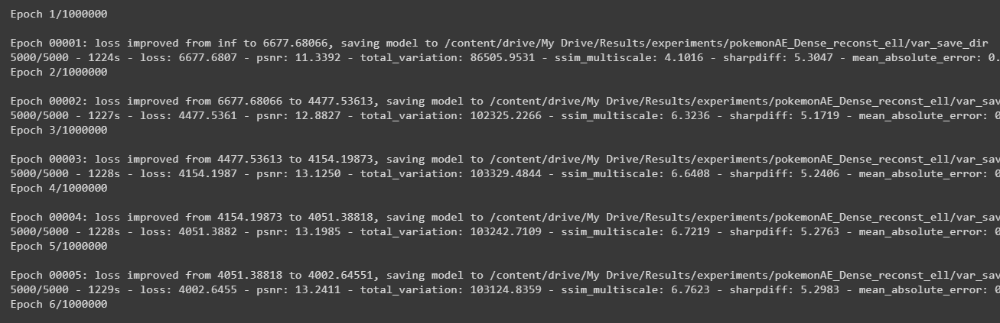 Epoch 1/1000000
Epoch 00001: loss improved from inf to 6677.68066, saving model to /content/drive/My Drive/Results/experiments/pokemonAE_Dense_reconst_ell/var_save_dir
5000/5000 - 1224s - loss: 6677.6807 - psnr: 11.3392 - total_variation: 86505.9531 - ssim_multiscale: 4.1016 - sharpdiff: 5.3047 - mean_absolute_error: 0.
Epoch 2/1000000
Epoch 00002: loss improved from 6677.68066 to 4477.53613, saving model to /content/drive/My Drive/Results/experiments/pokemonAE_Dense_reconst_ell/var_sav
5000/5000 - 1227s - loss: 4477.5361 - psnr: 12.8827 - total_variation: 102325.2266 - ssim_multiscale: 6.3236 - sharpdiff: 5.1719 - mean_absolute_error: 0
Epoch 3/1000000
Epoch 00003: loss improved from 4477.53613 to 4154.19873, saving model to /content/drive/My Drive/Results/experiments/pokemonAE_Dense_reconst_ell/var_sav
5000/5000 - 1228s - loss: 4154.1987 - psnr: 13.1250 - total_variation: 103329.4844 - ssim_multiscale: 6.6408 - sharpdiff: 5.2406 - mean_absolute_error: 0
Epoch 4/1000000
Epoch 00004: loss improved from 4154.19873 to 4051.38818, saving model to /content/drive/My Drive/Results/experiments/pokemonAE_Dense_reconst_ell/var_sav
5000/5000 - 1228s - loss: 4051.3882 - psnr: 13.1985 - total_variation: 103242.7109 - ssim_multiscale: 6.7219 - sharpdiff: 5.2763 - mean_absolute_error: 0
Epoch 5/1000000
Epoch 00005: loss improved from 4051.38818 to 4002.64551, saving model to /content/drive/My Drive/Results/experiments/pokemonAE_Dense_reconst_ell/var_sav
5000/5000 - 1229s - loss: 4002.6455 - psnr: 13.2411 - total_variation: 103124.8359 - ssim_multiscale: 6.7623 - sharpdiff: 5.2983 - mean_absolute_error: 0
Epoch 6/1000000